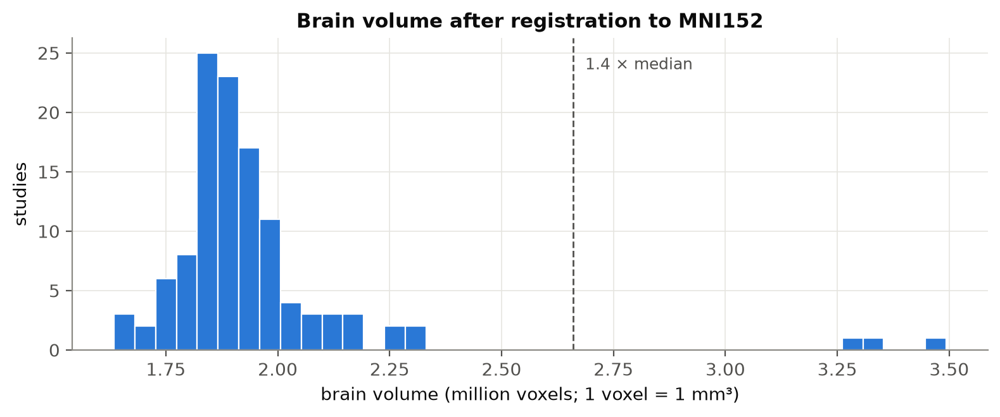 Brain volume after registration to MNI152
1.4 × median
25
20
15
10
5
0
studies
1.75 2.00 2.25 2.50 2.75 3.00 3.25 3.50
brain volume (million voxels; 1 voxel = 1 mm³)